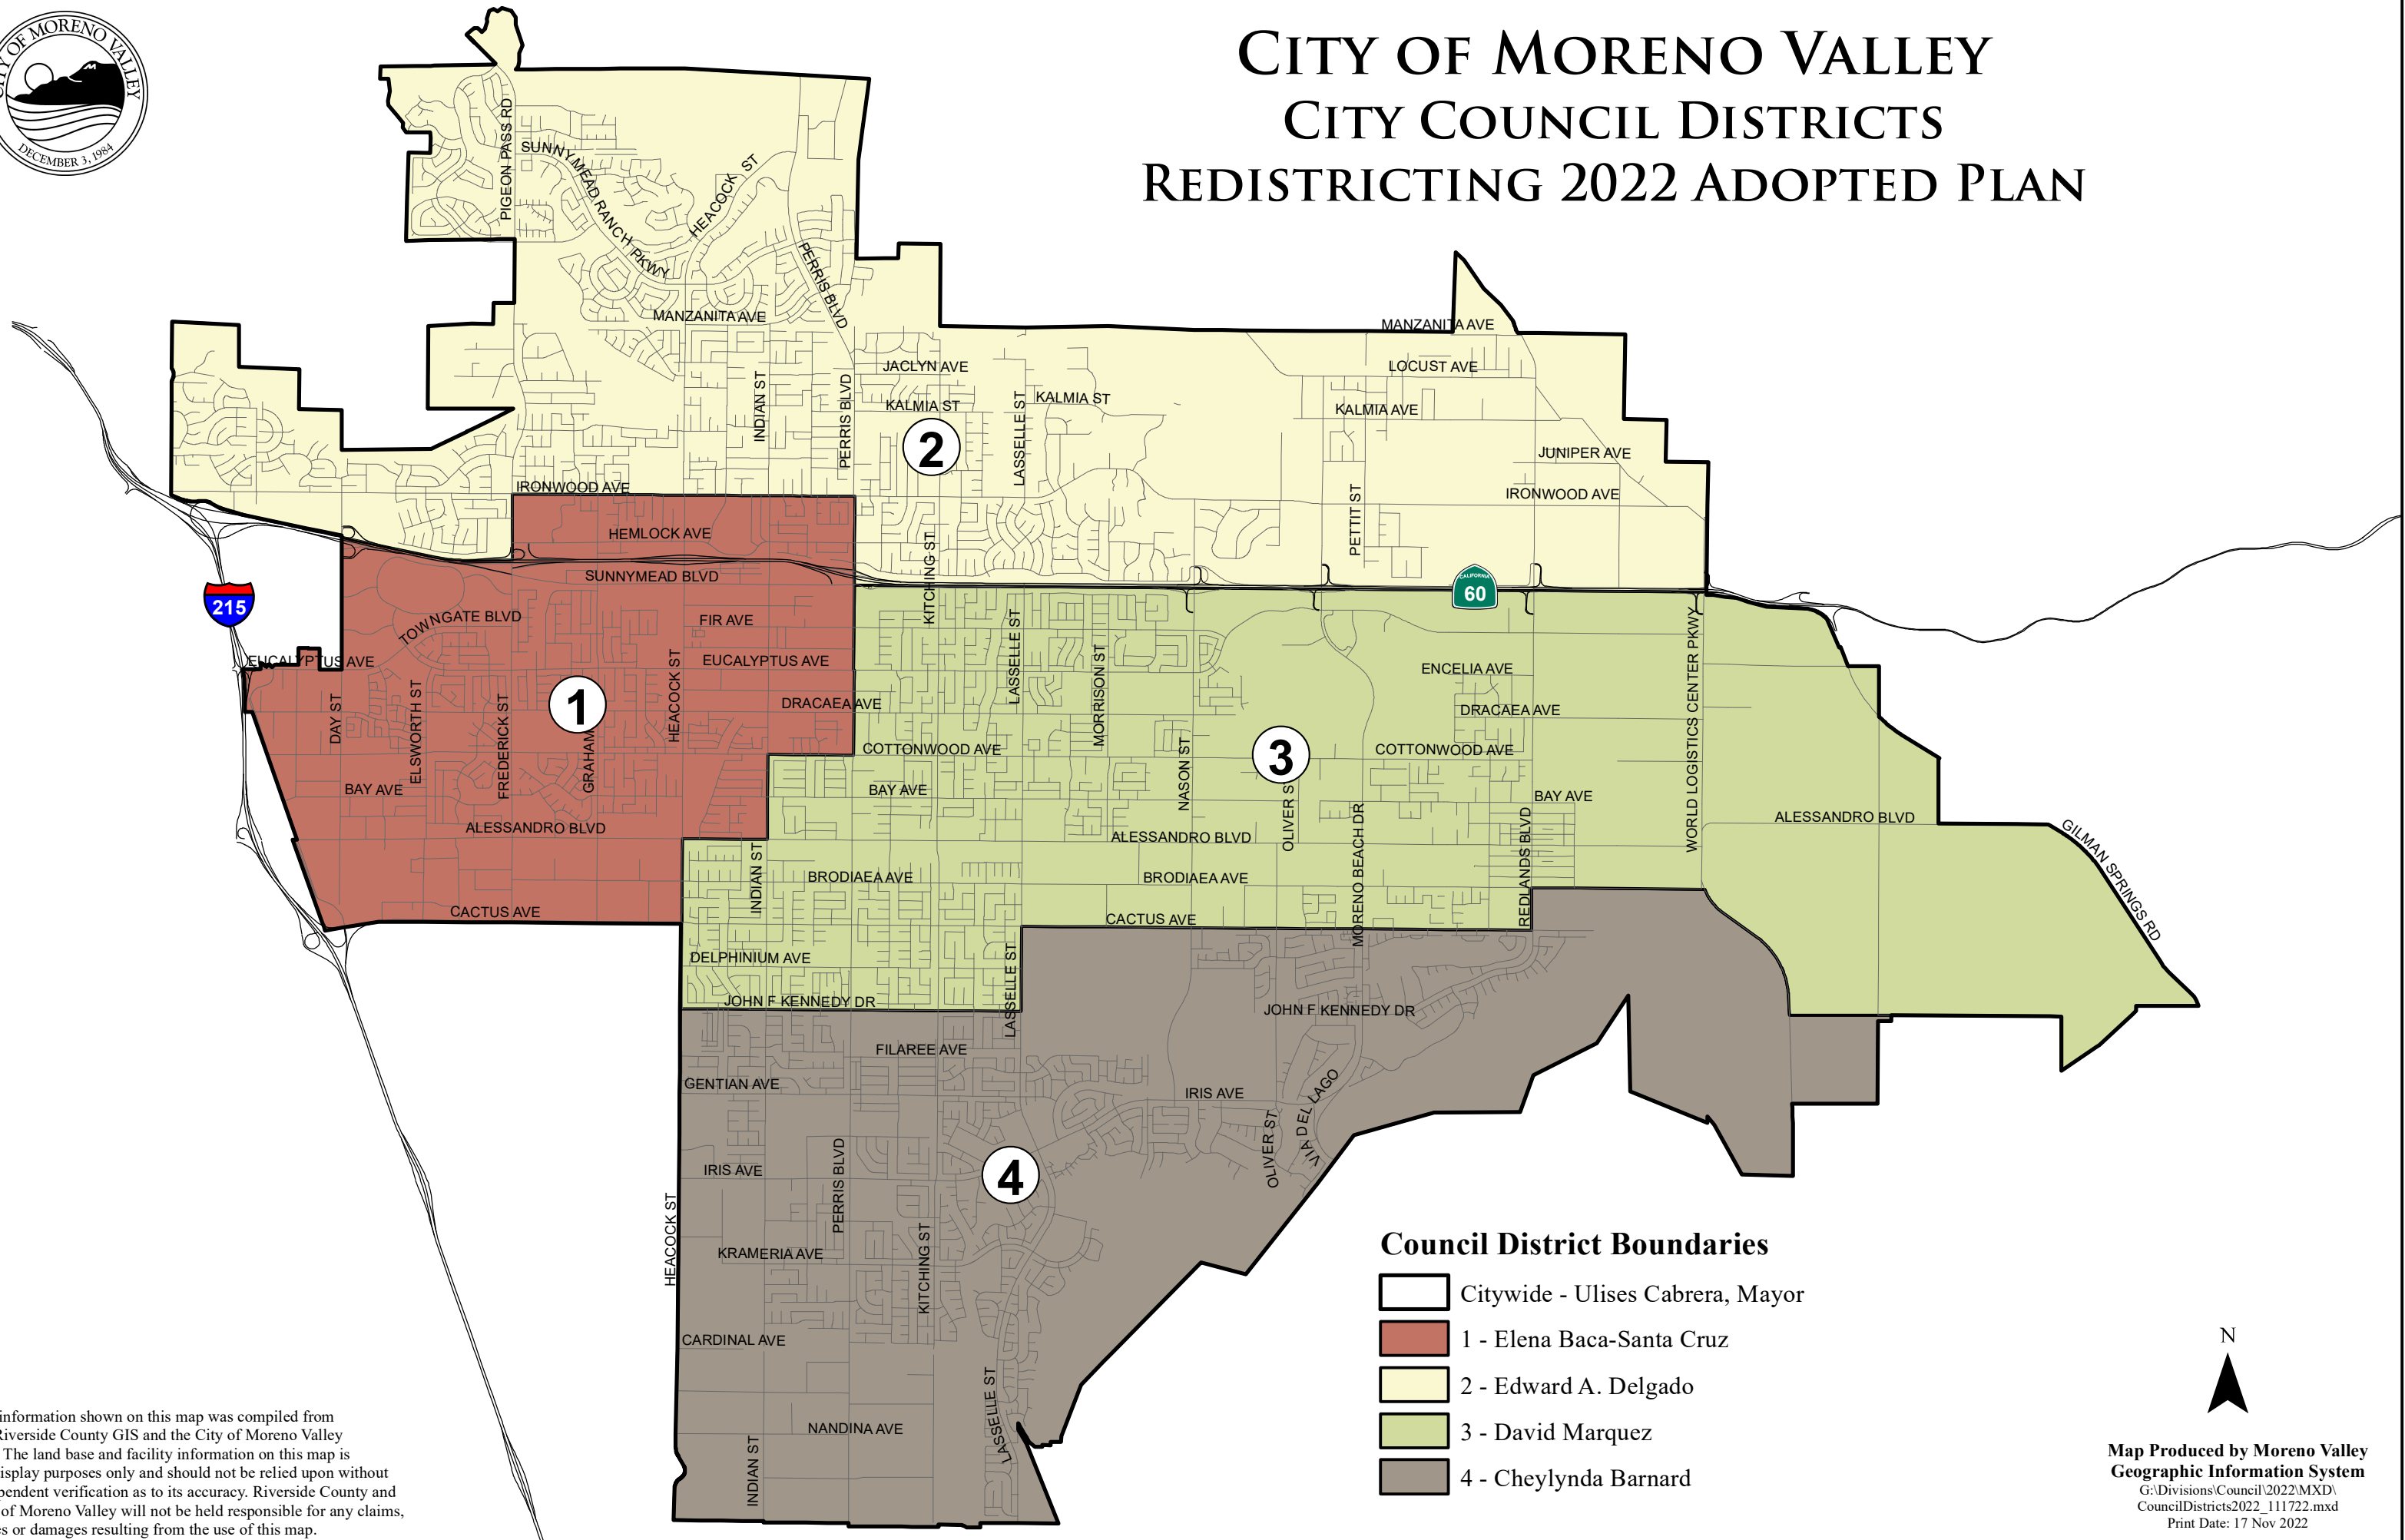 CITY OF MORENO VALLEY
DECEMBER 3, 1984
CITY OF MORENO VALLEY
CITY COUNCIL DISTRICTS
REDISTRICTING 2022 ADOPTED PLAN
PIGEON PASS RD
SUNNYMEAD RANCH PKWY
HEACOCK ST
PERRIS BLVD
MANZANITA AVE
MANZANITA AVE
JACLYN AVE
LOCUST AVE
INDIAN ST
PERRIS BLVD
KALMIA ST
LASSELLE ST
KALMIA ST
KALMIA AVE
2
JUNIPER AVE
IRONWOOD AVE
IRONWOOD AVE
PETTIT ST
HEMLOCK AVE
KITCHING ST
SUNNYMEAD BLVD
CALIFORNIA
60
215
TOWNGATE BLVD
FIR AVE
EUCALYPTUS AVE
EUCALYPTUS AVE
HEACOCK ST
LASSELLE ST
MORRISON ST
ENCELIA AVE
WORLD LOGISTICS CENTER PKWY
DAY ST
ELSWORTH ST
FREDERICK ST
1
GRAHAM
DRACAEA AVE
DRACAEA AVE
COTTONWOOD AVE
NASON ST
3
COTTONWOOD AVE
BAY AVE
BAY AVE
OLIVER S
BAY AVE
ALESSANDRO BLVD
ALESSANDRO BLVD
MORENO BEACH DR
REDLANDS BLVD
ALESSANDRO BLVD
GILMAN SPRINGS RD
INDIAN ST
BRODIAEA AVE
BRODIAEA AVE
CACTUS AVE
CACTUS AVE
DELPHINIUM AVE
LASSELLE ST
JOHN F KENNEDY DR
JOHN F KENNEDY DR
FILAREE AVE
GENTIAN AVE
IRIS AVE
OLIVER ST
VIA DEL LAGO
IRIS AVE
PERRIS BLVD
4
HEACOCK ST
KRAMERIA AVE
KITCHING ST
CARDINAL AVE
LASSELLE ST
NANDINA AVE
INDIAN ST
Council District Boundaries
Citywide - Ulises Cabrera, Mayor
1 - Elena Baca-Santa Cruz
2 - Edward A. Delgado
3 - David Marquez
4 - Cheylynda Barnard
N
Map Produced by Moreno Valley
Geographic Information System
G:\Divisions\Council\2022\MXD\
CouncilDistricts2022_111722.mxd
Print Date: 17 Nov 2022
information shown on this map was compiled from
Riverside County GIS and the City of Moreno Valley
The land base and facility information on this map is
display purposes only and should not be relied upon without
pendent verification as to its accuracy. Riverside County and
of Moreno Valley will not be held responsible for any claims,
es or damages resulting from the use of this map.